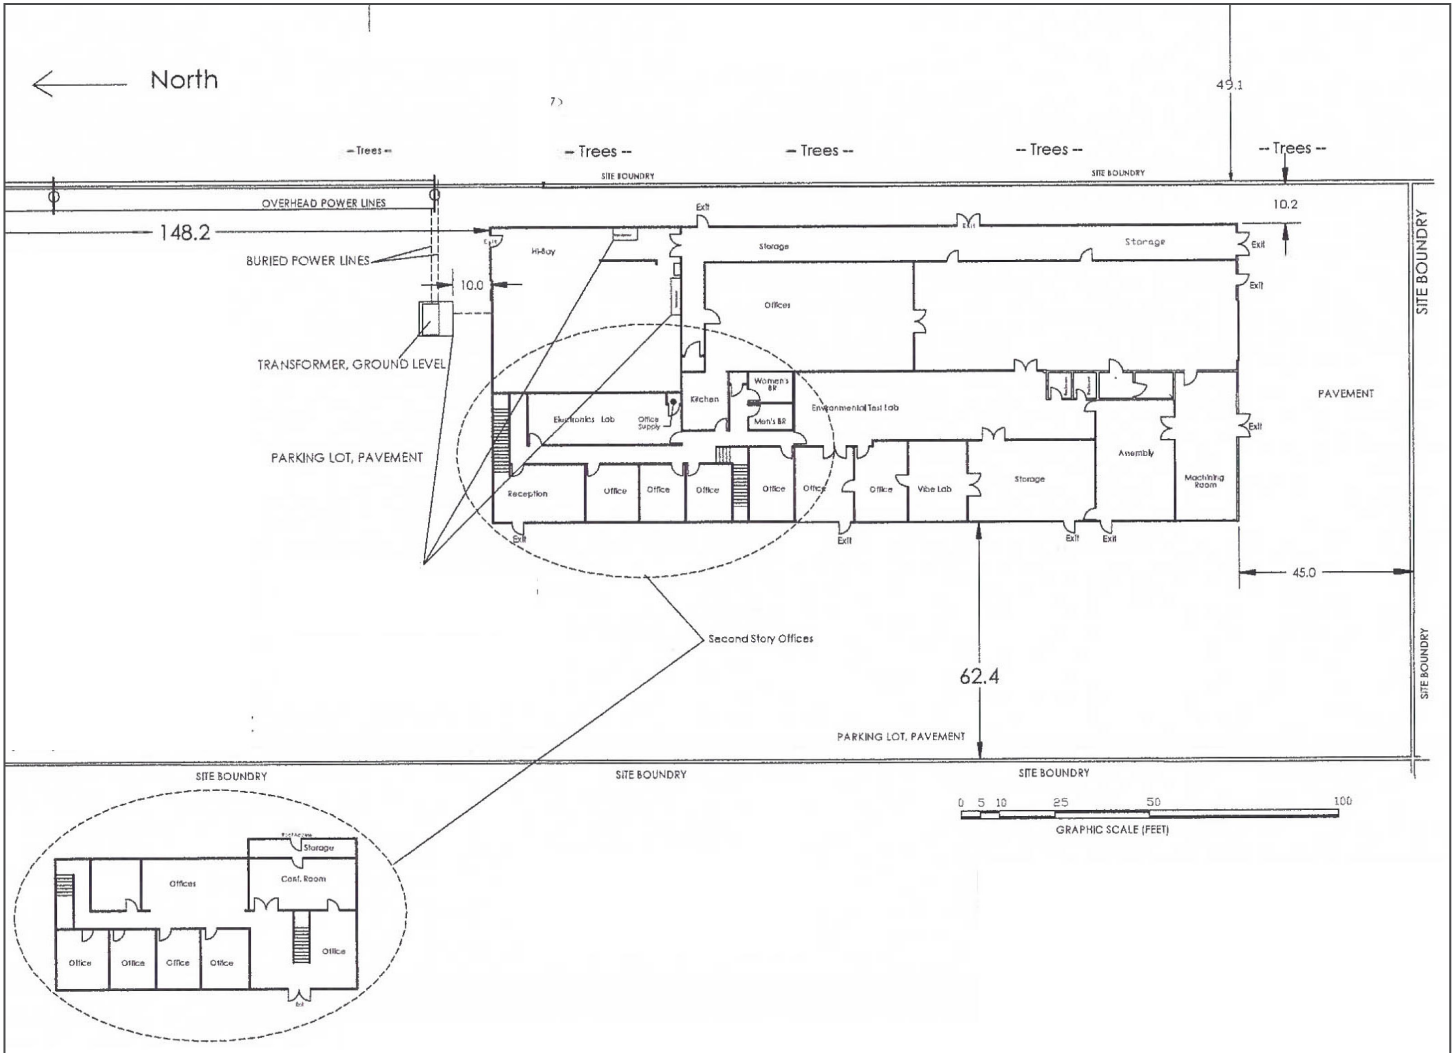 North
49.1
-- Trees --
-- Trees --
-- Trees --
-- Trees --
-- Trees --
SITE BOUNDRY
SITE BOUNDRY
OVERHEAD POWER LINES
10.2
148.2
BURIED POWER LINES
10.0
SITE BOUNDRY
Exit
Exit
Exit
Exit
Exit
Hi-Bay
Storage
Storage
Offices
TRANSFORMER, GROUND LEVEL
PAVEMENT
Women's
BR
Kitchen
Men's BR
Environmental Test Lab
Electronics Lab
Office
Supply
Exit
PARKING LOT, PAVEMENT
Assembly
Machining
Room
Reception
Office
Office
Office
Office
Office
Office
Vibe Lab
Storage
Exit
Exit
Exit
Exit
45.0
Second Story Offices
62.4
SITE BOUNDRY
PARKING LOT, PAVEMENT
SITE BOUNDRY
SITE BOUNDRY
SITE BOUNDRY
0 5 10 25 50 100
GRAPHIC SCALE (FEET)
Storage
Conf. Room
Offices
Office
Office
Office
Office
Office
Exit